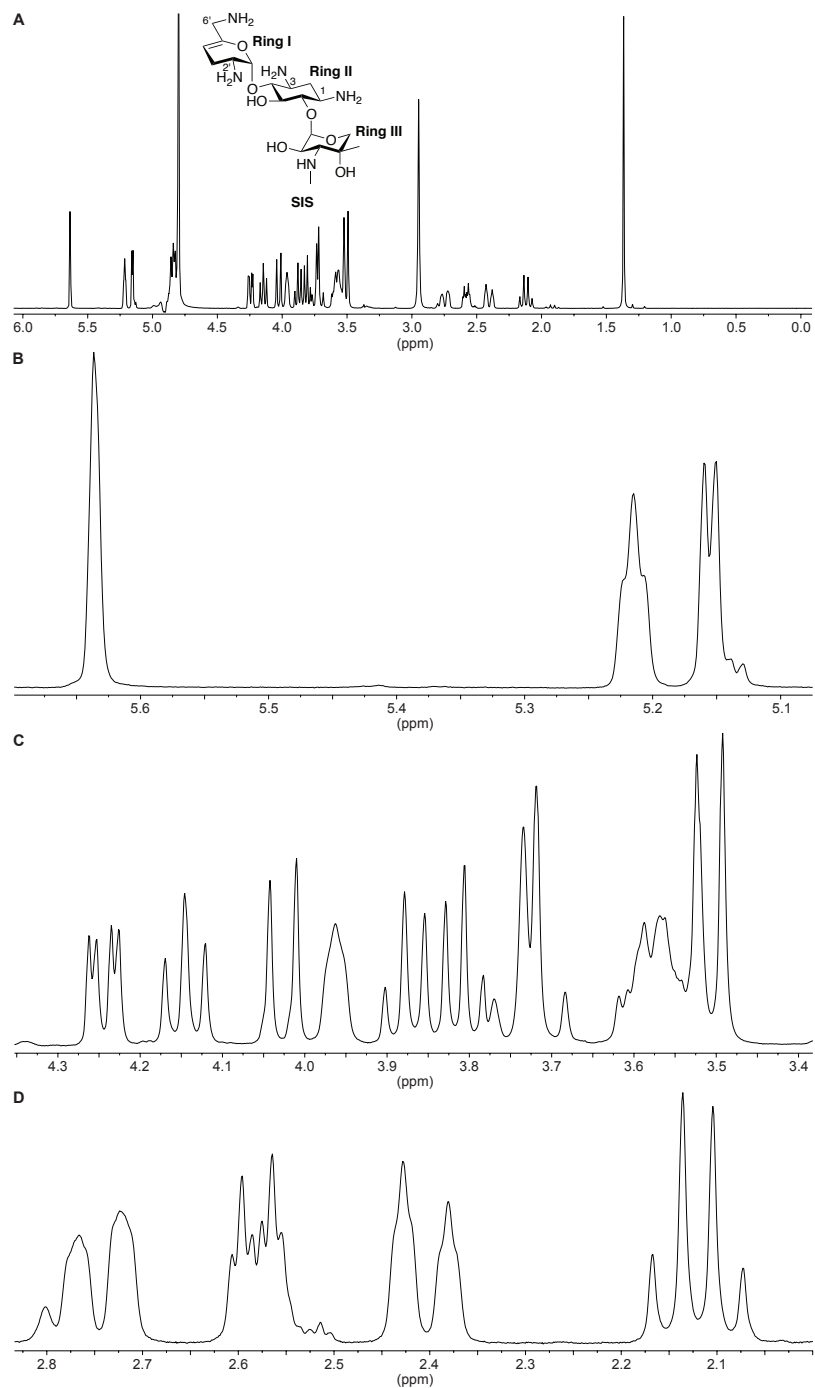 A
6'
NH₂
O
Ring I
2'
H₂N
H₂N
3
Ring II
O
1
NH₂
HO
O
Ring III
O
HO
HN
OH
SIS
6.0 5.5 5.0 4.5 4.0 3.5 3.0 2.5 2.0 1.5 1.0 0.5 0.0
(ppm)
B
5.6 5.5 5.4 5.3 5.2 5.1
(ppm)
C
4.3 4.2 4.1 4.0 3.9 3.8 3.7 3.6 3.5 3.4
(ppm)
D
2.8 2.7 2.6 2.5 2.4 2.3 2.2 2.1
(ppm)